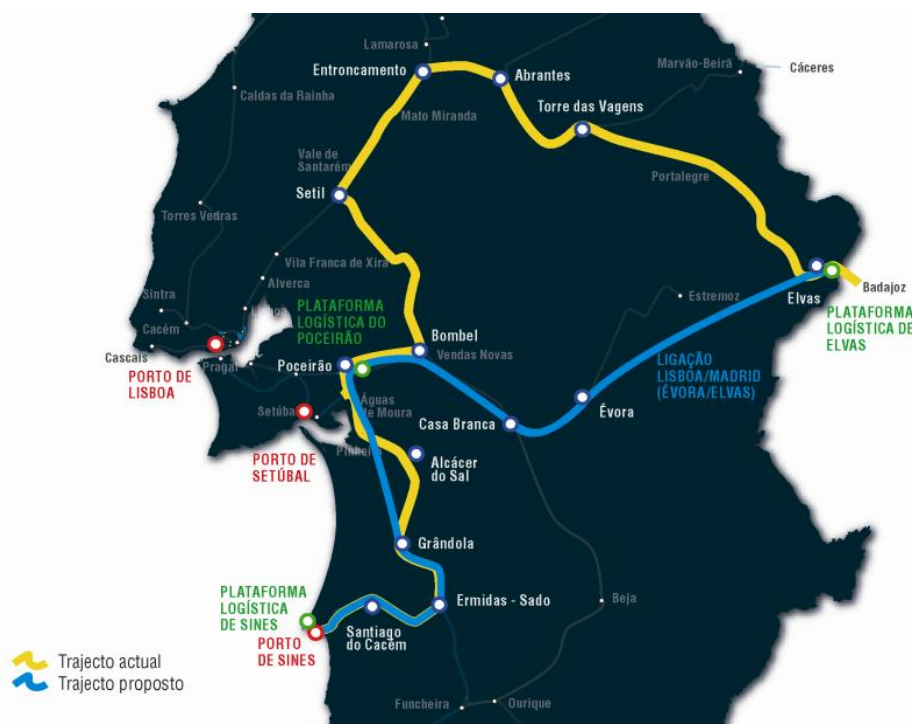 Lamarosa
Entroncamento
Abrantes
Marvão-Beirã
Cáceres
Caldas da Rainha
Mato Miranda
Torre das Vagens
Vale de
Santarém
Portalegre
Setil
Torres Vedras
Vila Franca de Xira
Alverca
Sintra
Cacém
Cascais
Pragal
PORTO DE
LISBOA
PLATAFORMA
LOGÍSTICA DO
POCEIRÃO
Estremoz
Elvas
Badajoz
PLATAFORMA
LOGÍSTICA DE
ELVAS
Bombel
Vendas Novas
Poceirão
LIGAÇÃO
LISBOA/MADRID
(ÉVORA/ELVAS)
Setúbal
Águas
de Moura
Casa Branca
Évora
PORTO DE
SETÚBAL
Pinheiro
Alcácer
do Sal
Grândola
PLATAFORMA
LOGÍSTICA
DE SINES
Ermidas - Sado
Beja
PORTO
DE SINES
Santiago
do Cacém
Trajecto actual
Trajecto proposto
Funcheira
Ourique